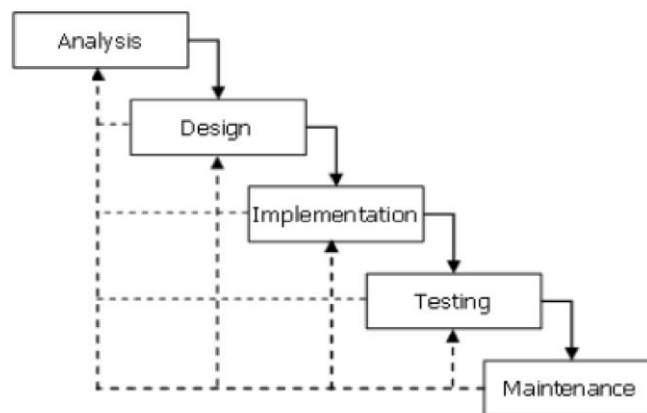 Analysis
Design
Implementation
Testing
Maintenance